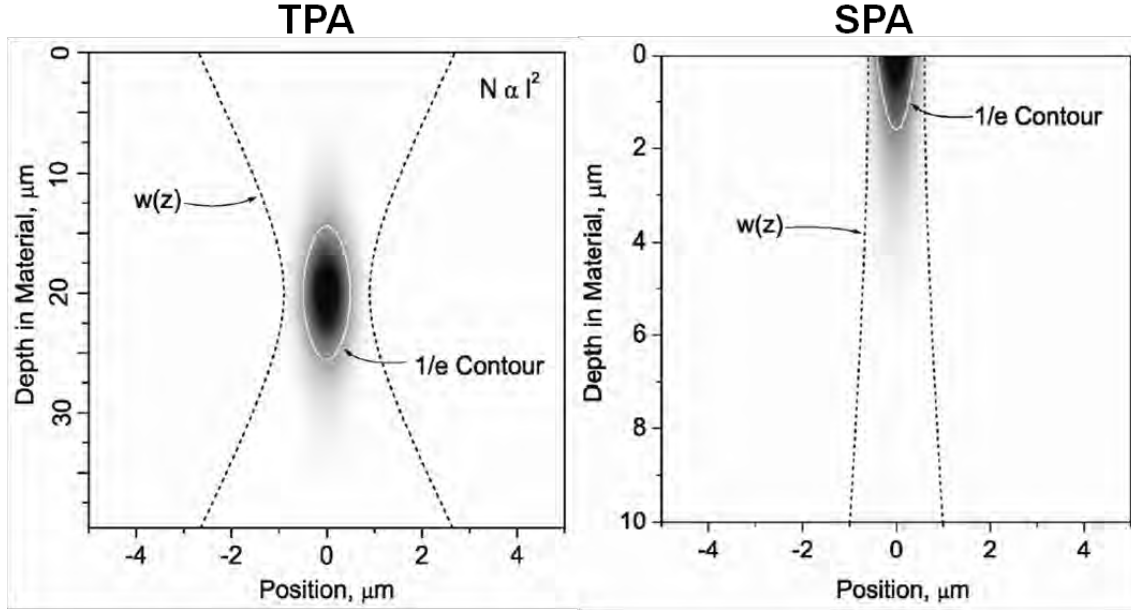 TPA
SPA
N α I²
w(z)
1/e Contour
Depth in Material, μm
0
10
20
30
-4
-2
0
2
4
Position, μm
1/e Contour
w(z)
Depth in Material, μm
0
2
4
6
8
10
-4
-2
0
2
4
Position, μm